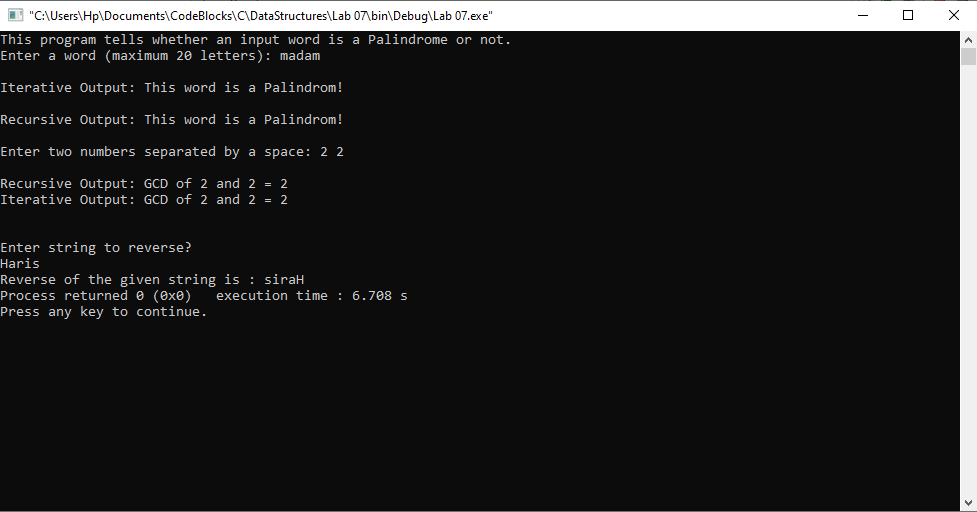 "C:\Users\Hp\Documents\CodeBlocks\C\DataStructures\Lab 07\bin\Debug\Lab 07.exe"
This program tells whether an input word is a Palindrome or not.
Enter a word (maximum 20 letters): madam
Iterative Output: This word is a Palindrom!
Recursive Output: This word is a Palindrom!
Enter two numbers separated by a space: 2 2
Recursive Output: GCD of 2 and 2 = 2
Iterative Output: GCD of 2 and 2 = 2
Enter string to reverse?
Haris
Reverse of the given string is : siraH
Process returned 0 (0x0)   execution time : 6.708 s
Press any key to continue.